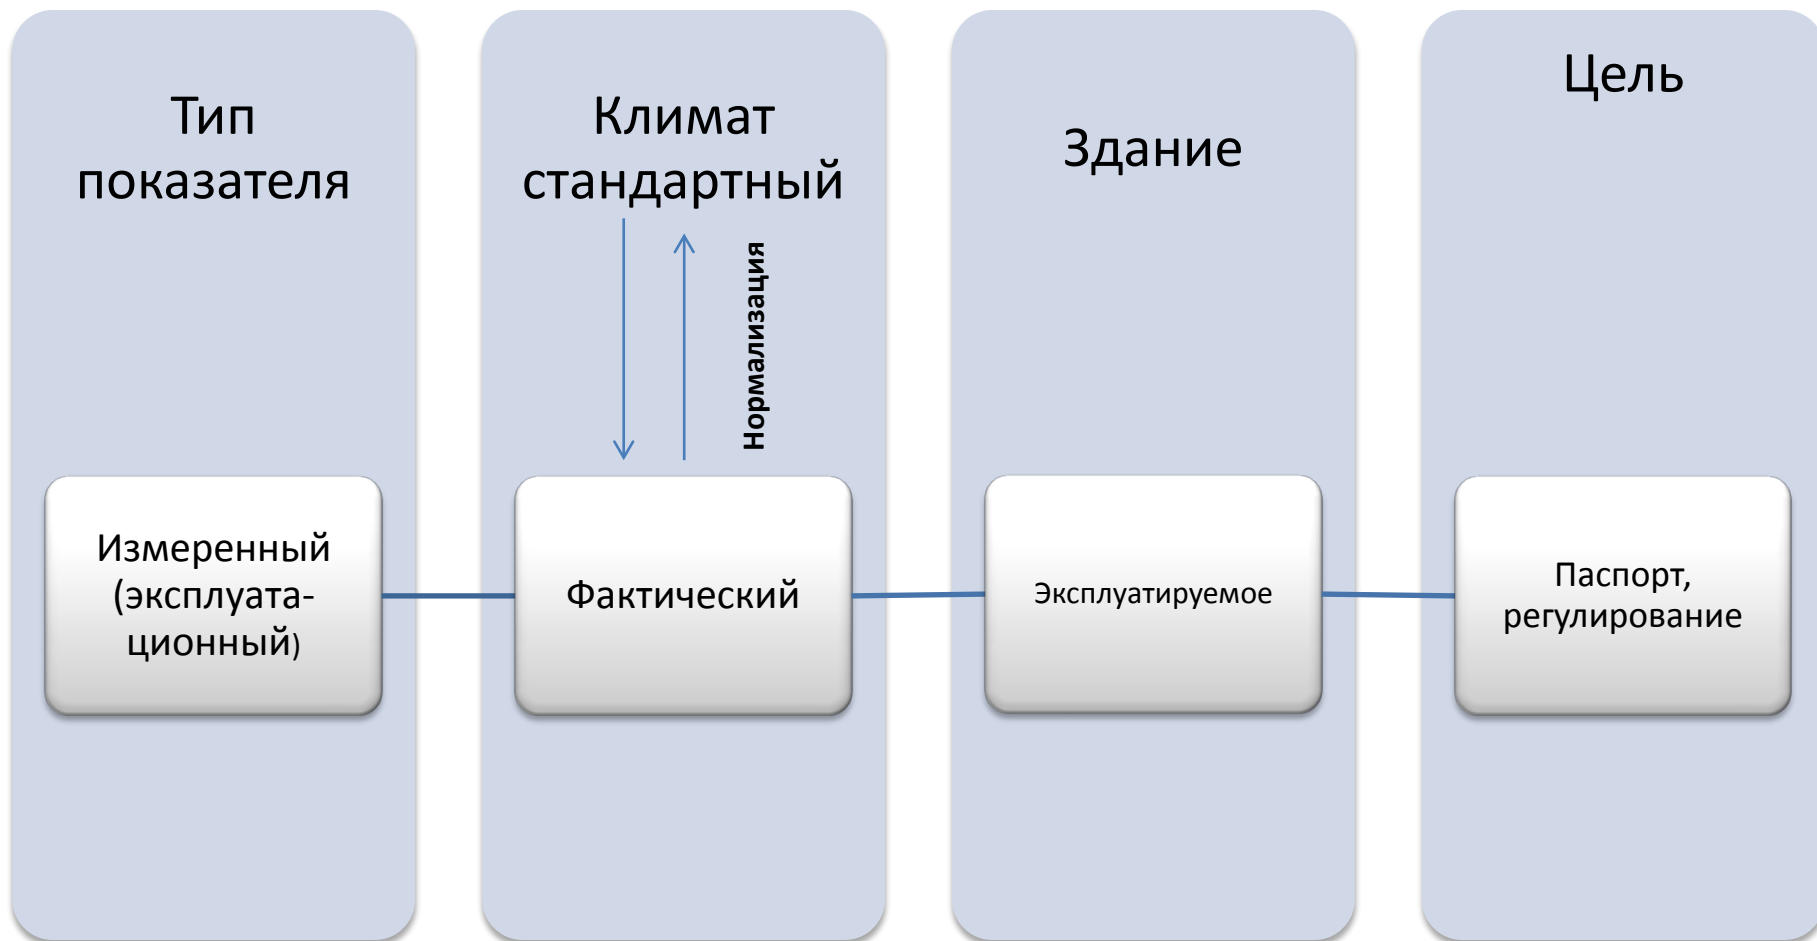 Тип
показателя
Климат
стандартный
Здание
Цель
Нормализация
Измеренный
(эксплуата-
ционный)
Фактический
Эксплуатируемое
Паспорт,
регулирование